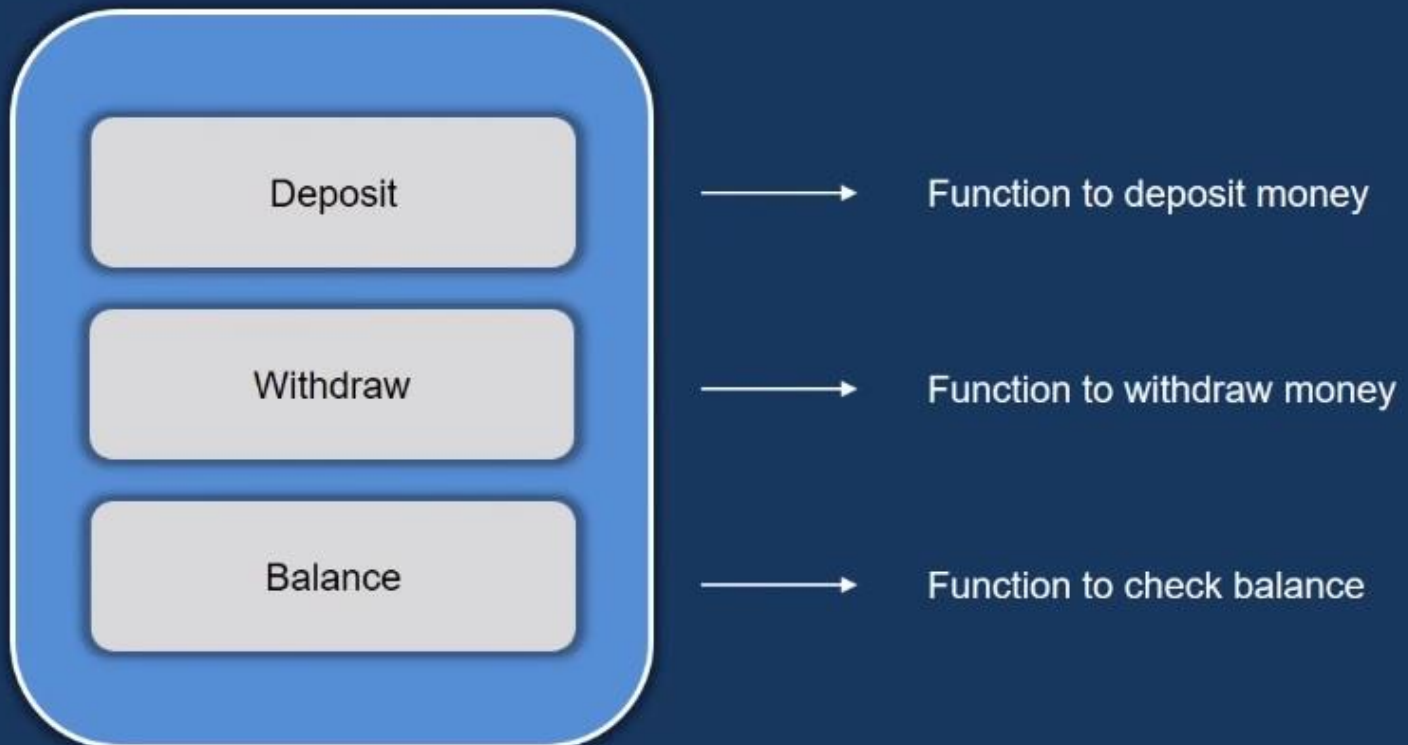 Deposit
Function to deposit money
Withdraw
Function to withdraw money
Balance
Function to check balance